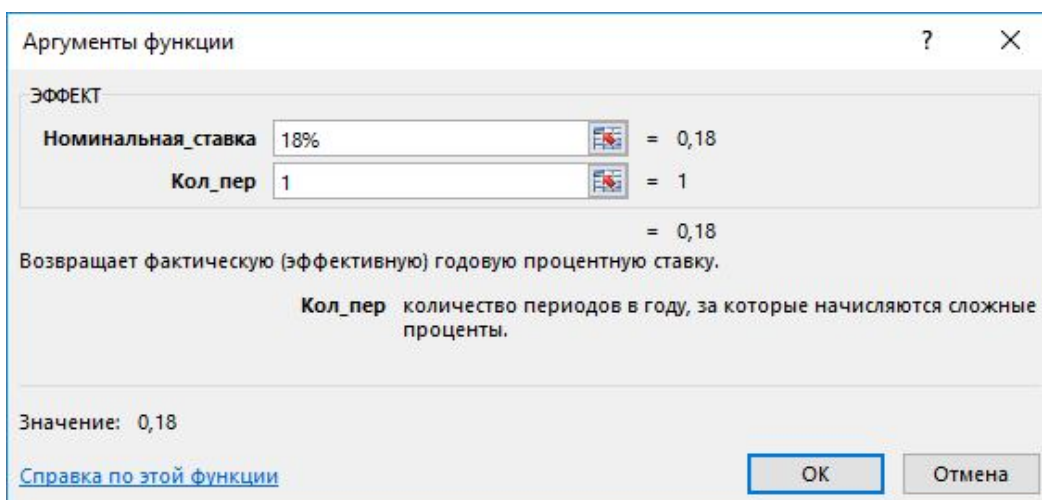 Аргументы функции ? ×
ЭФФЕКТ
Номинальная_ставка 18% = 0,18
Кол_пер 1 = 1
= 0,18
Возвращает фактическую (эффективную) годовую процентную ставку.
Кол_пер количество периодов в году, за которые начисляются сложные
проценты.
Значение: 0,18
Справка по этой функции ОК Отмена